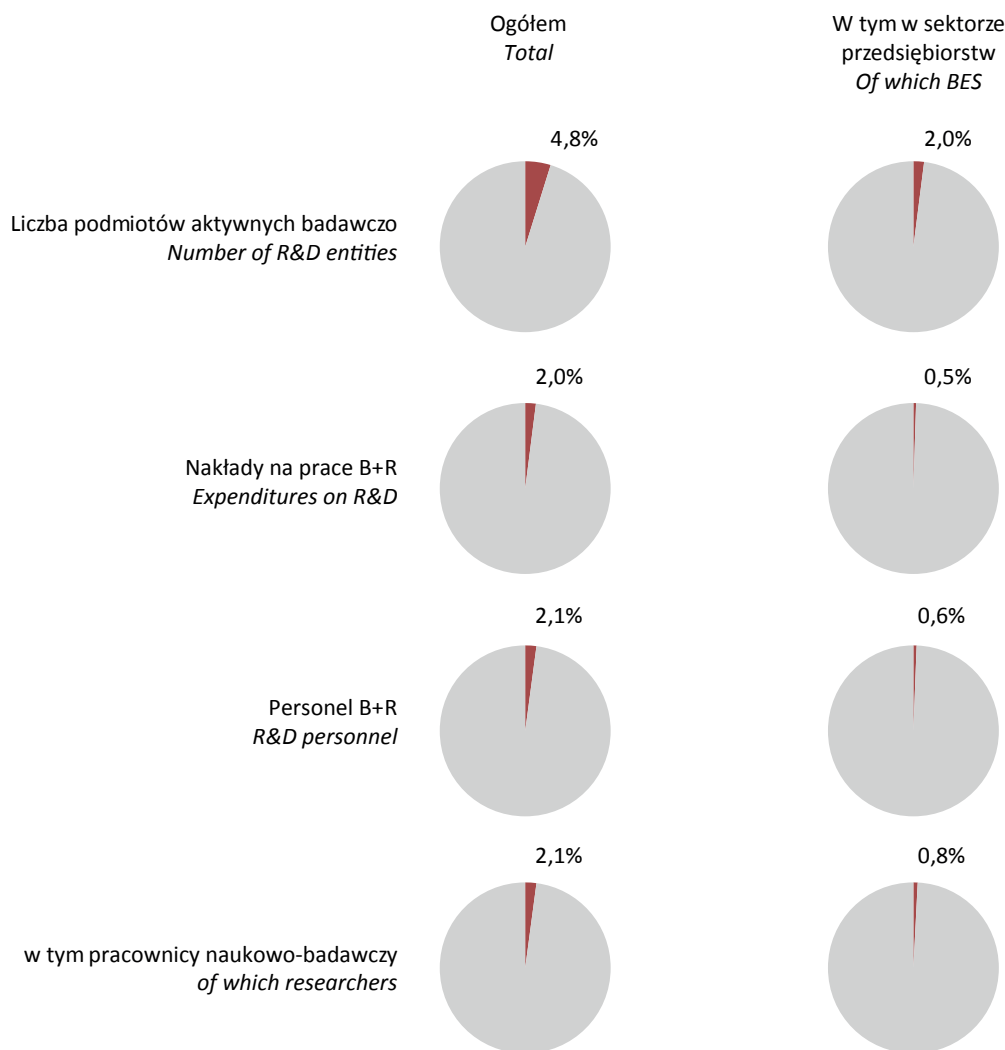 Ogółem
Total
W tym w sektorze
przedsiębiorstw
Of which BES
4,8%
2,0%
Liczba podmiotów aktywnych badawczo
Number of R&D entities
2,0%
0,5%
Nakłady na prace B+R
Expenditures on R&D
2,1%
0,6%
Personel B+R
R&D personnel
2,1%
0,8%
w tym pracownicy naukowo-badawczy
of which researchers